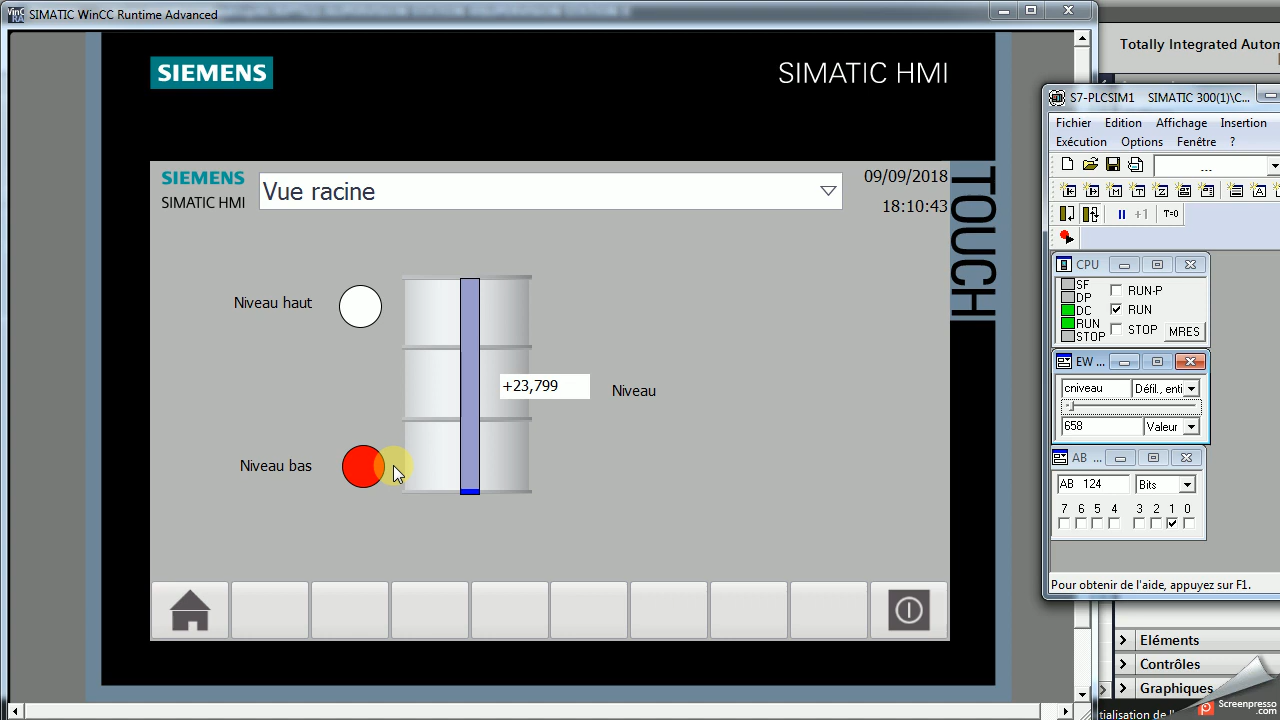 SIMATIC WinCC Runtime Advanced
Totally Integrated Autom
SIEMENS
SIMATIC HMI
TOUCH
SIEMENS
SIMATIC HMI
Vue racine
09/09/2018
18:10:43
Niveau haut
+23,799
Niveau
Niveau bas
S7-PLCSIM1 SIMATIC 300(1)\C...
Fichier Edition Affichage Insertion
Exécution Options Fenêtre ?
...
+1 T=0
CPU
SF
DP
DC
RUN
STOP
RUN-P
RUN
STOP
MRES
EW ...
cniveau Défil., enti
658 Valeur
AB ...
AB 124 Bits
7 6 5 4 3 2 1 0
Pour obtenir de l'aide, appuyez sur F1.
Eléments
Contrôles
Graphiques
Screenpresso
.com